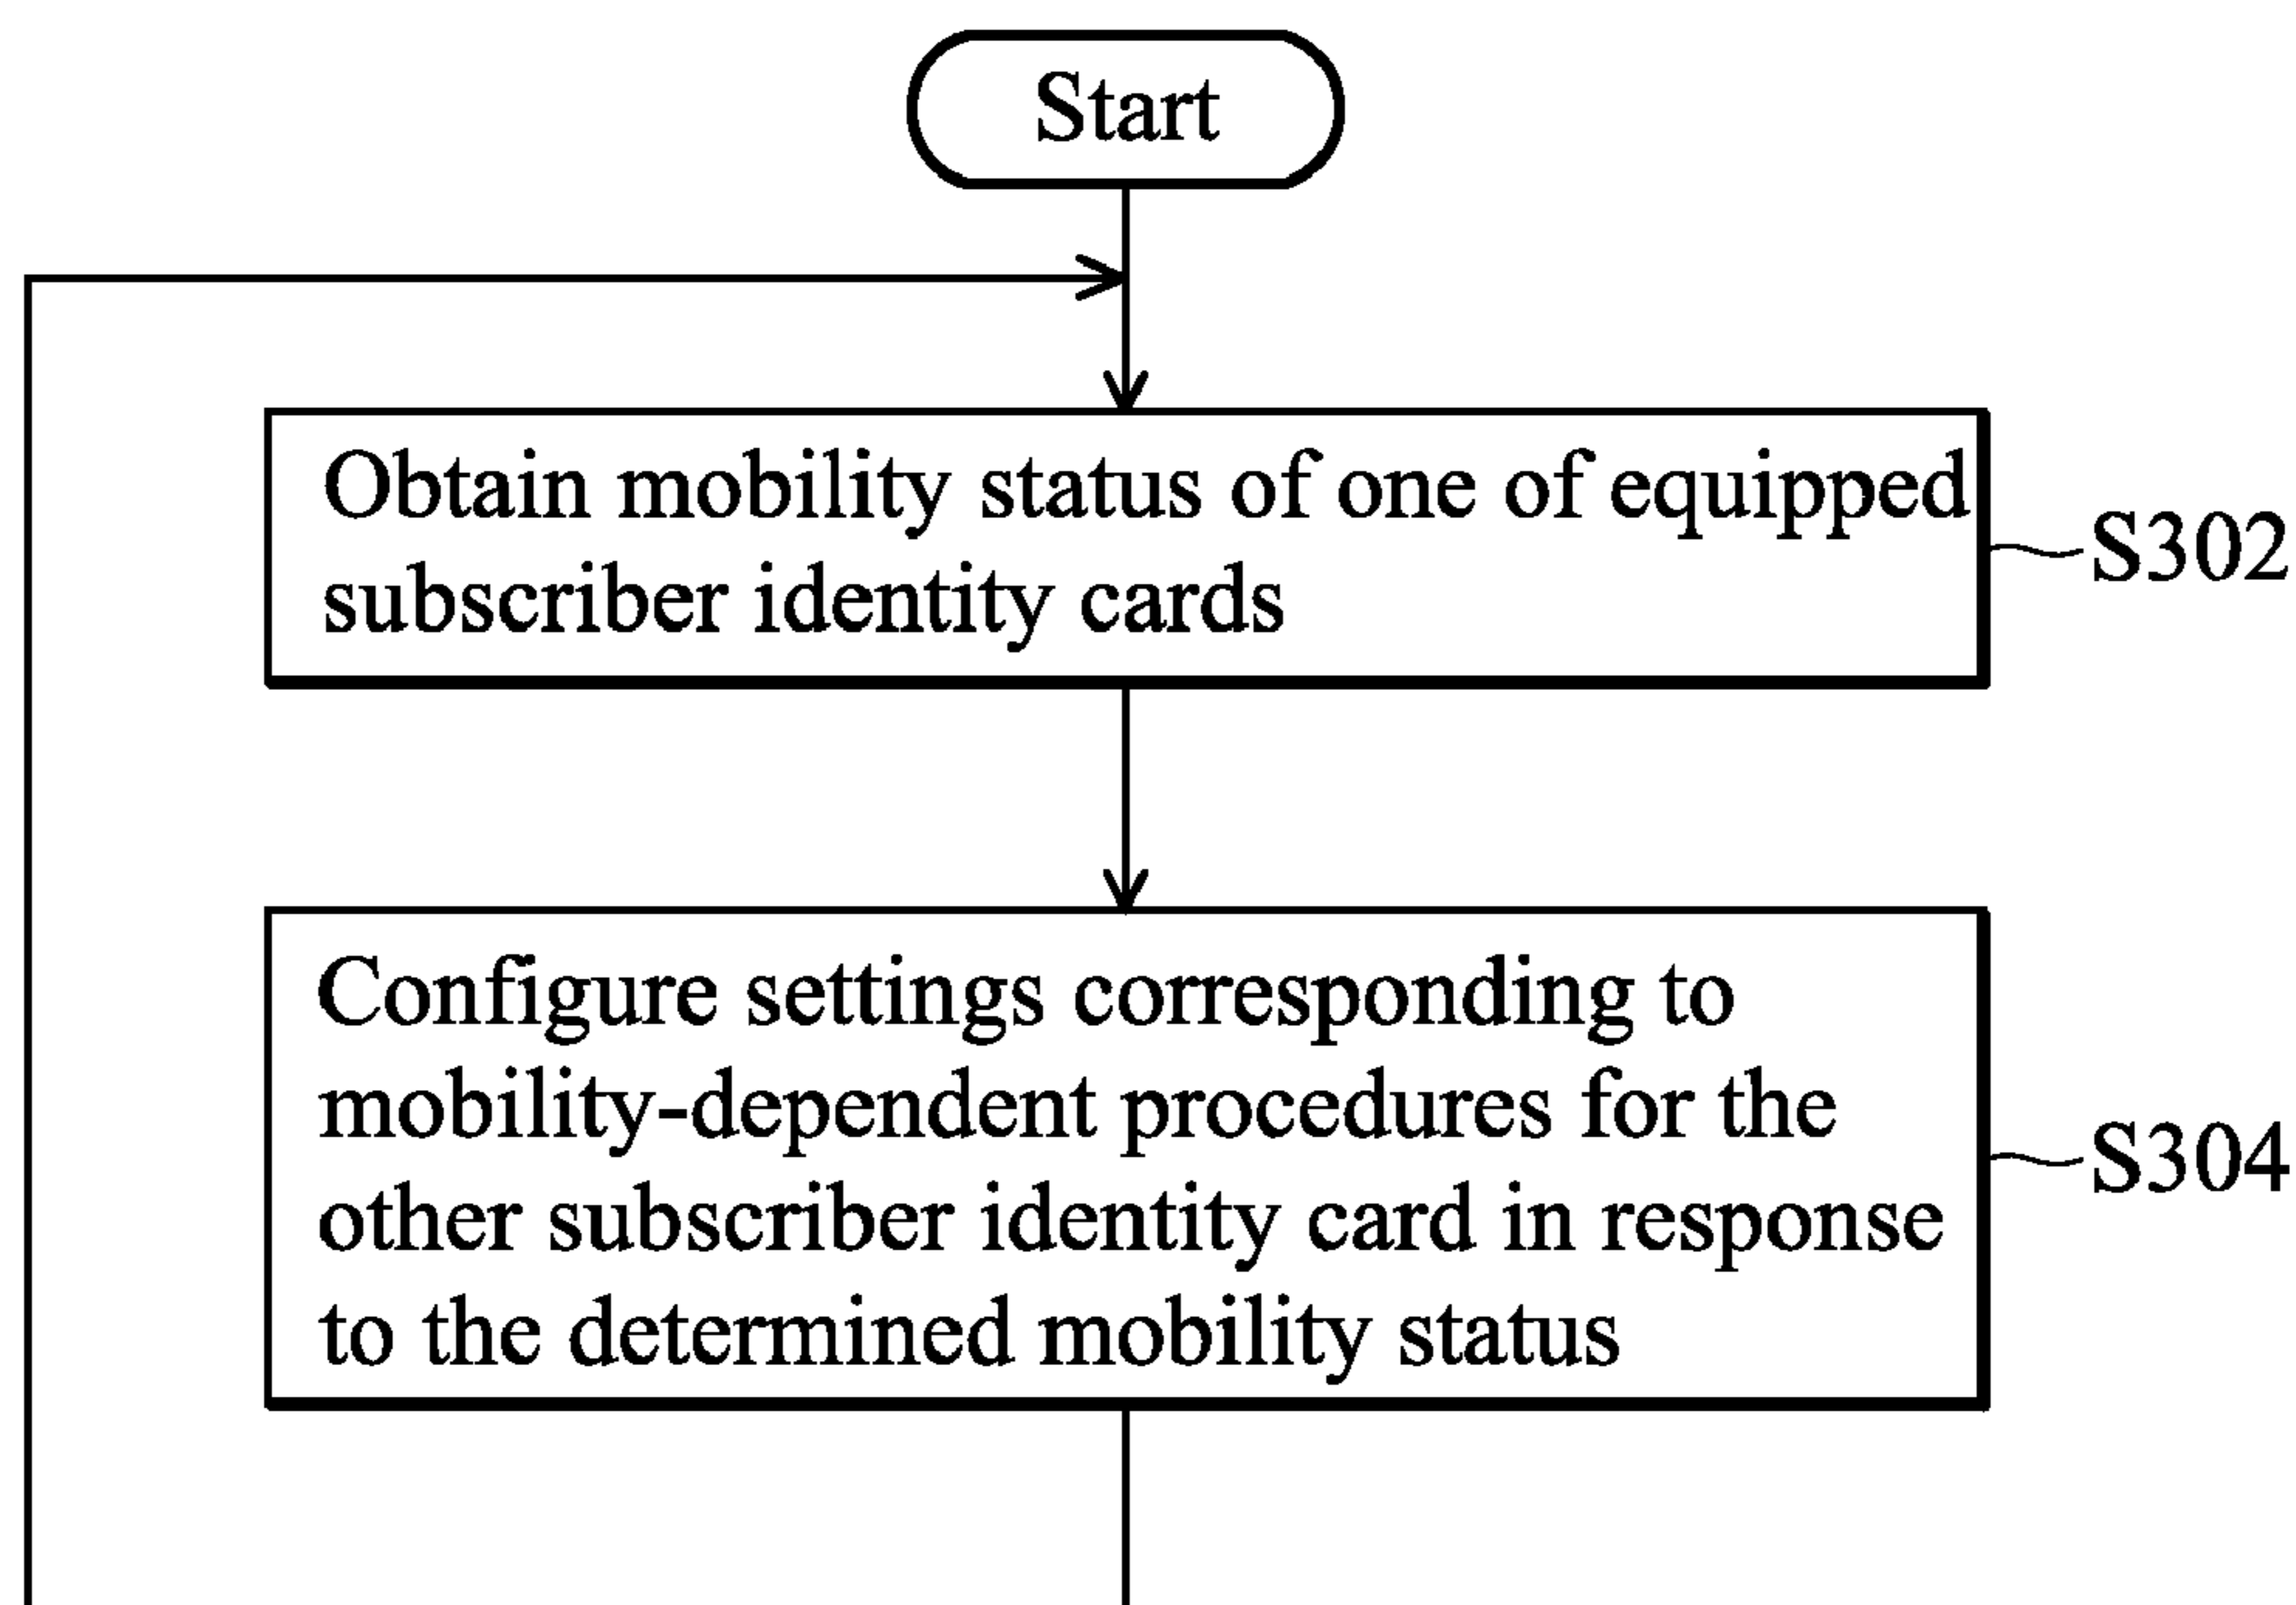 Start
Obtain mobility status of one of equipped
subscriber identity cards
S302
Configure settings corresponding to
mobility-dependent procedures for the
other subscriber identity card in response
to the determined mobility status
S304